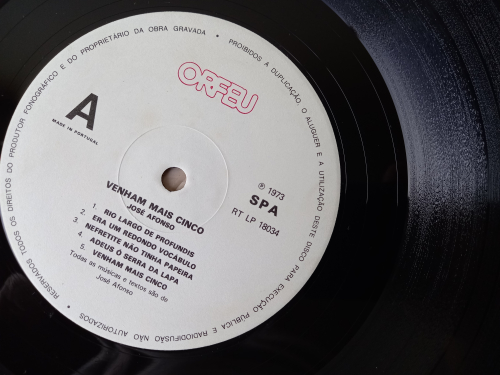 RESERVADOS TODOS OS DIREITOS DO PRODUTOR FONOGRÁFICO E DO PROPRIETÁRIO DA OBRA GRAVADA • PROIBIDOS A DUPLICAÇÃO, O ALUGUER E A UTILIZAÇÃO DESTE DISCO PARA EXECUÇÃO PÚBLICA E RADIODIFUSÃO NÃO AUTORIZADOS •
ORFEU
A
MADE IN PORTUGAL
℗ 1973
SPA
RT LP 18034
VENHAM MAIS CINCO
JOSÉ AFONSO
1. RIO LARGO DE PROFUNDIS
2. ERA UM REDONDO VOCÁBULO
3. NEFRETITE NÃO TINHA PAPEIRA
4. ADEUS Ó SERRA DA LAPA
5. VENHAM MAIS CINCO
Todas as músicas e textos são de
José Afonso